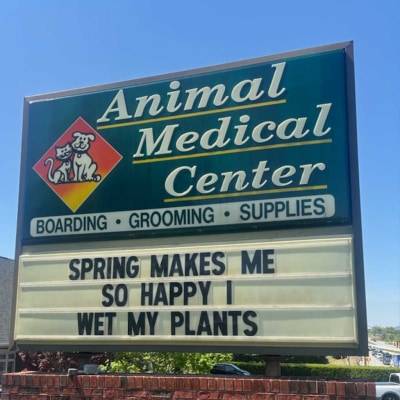 Animal
Medical
Center
BOARDING · GROOMING · SUPPLIES
SPRING MAKES ME
SO HAPPY I
WET MY PLANTS